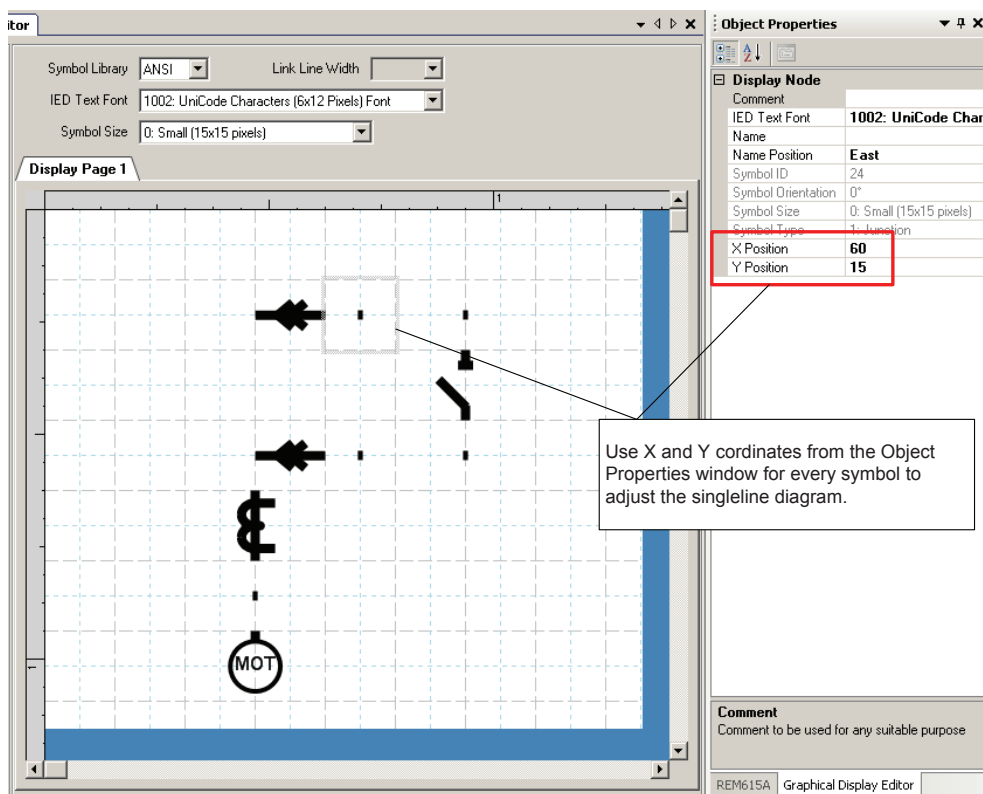 itor
Symbol Library ANSI Link Line Width
IED Text Font 1002: UniCode Characters (6x12 Pixels) Font
Symbol Size 0: Small (15x15 pixels)
Display Page 1
1
1
MOT
Object Properties
Display Node
Comment
IED Text Font 1002: UniCode Char
Name
Name Position East
Symbol ID 24
Symbol Orientation 0°
Symbol Size 0: Small (15x15 pixels)
Symbol Type 1: Junction
X Position 60
Y Position 15
Use X and Y cordinates from the Object
Properties window for every symbol to
adjust the singleline diagram.
Comment
Comment to be used for any suitable purpose
REM615A Graphical Display Editor